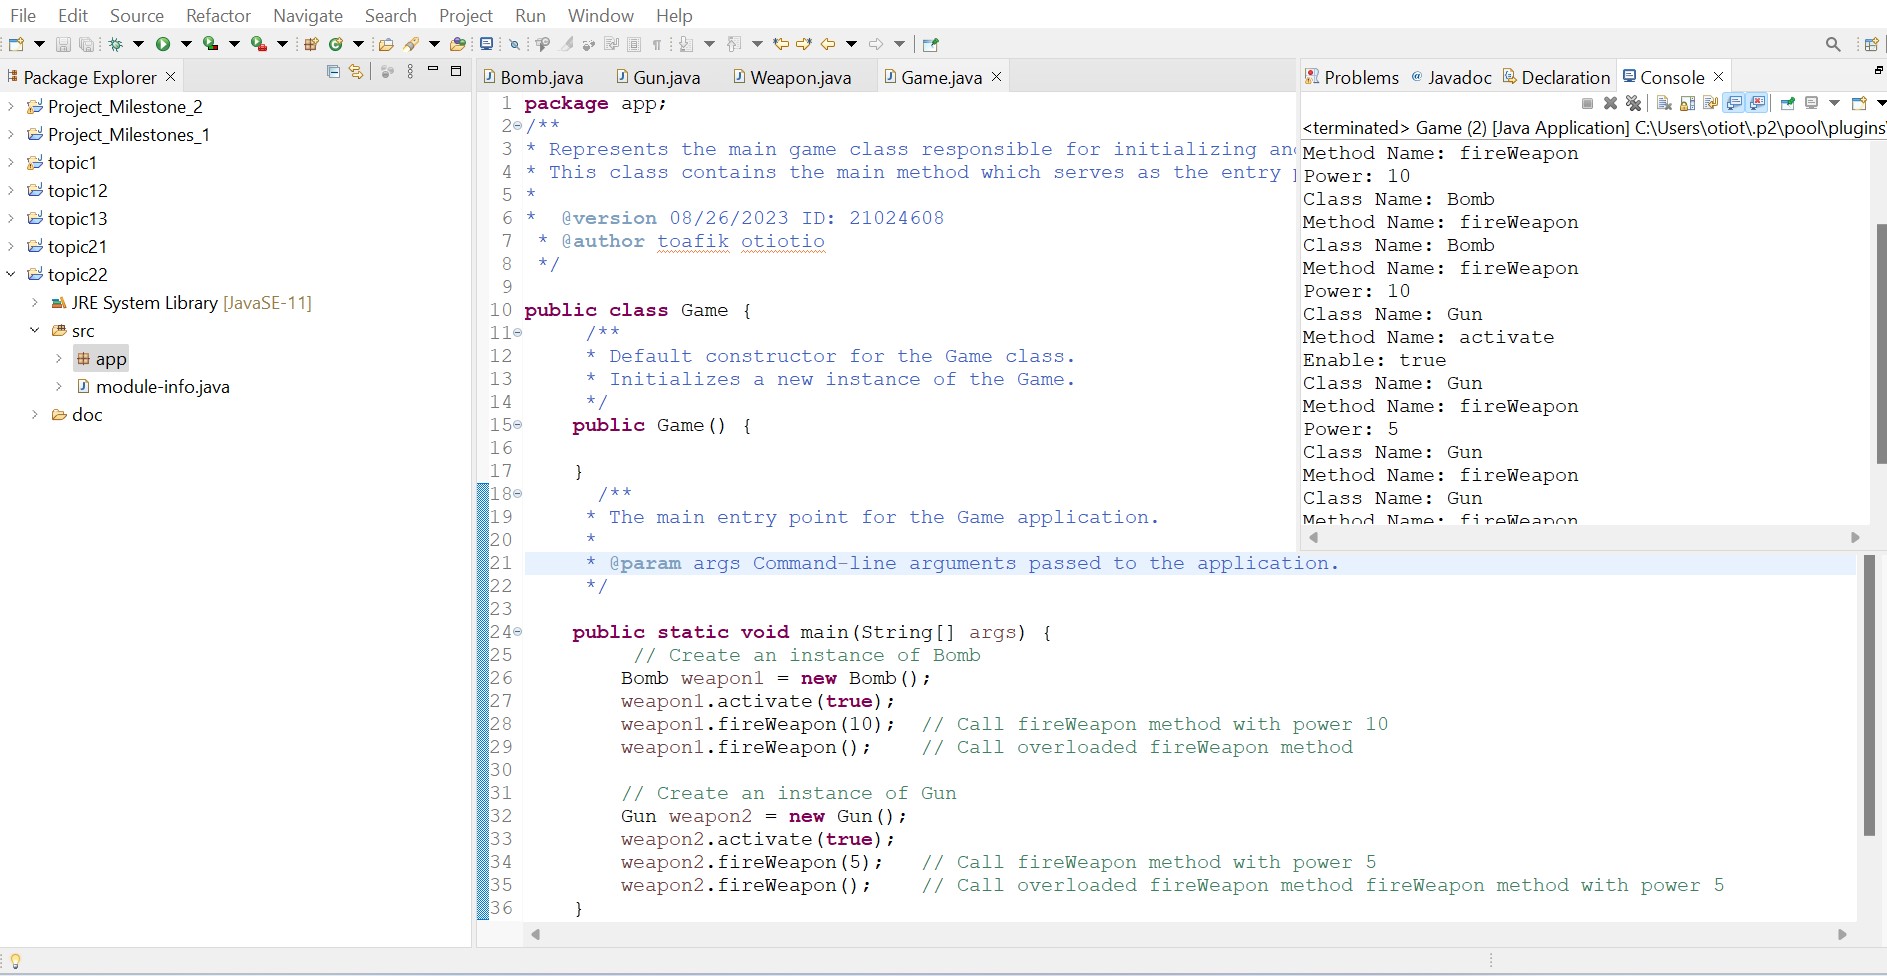 File Edit Source Refactor Navigate Search Project Run Window Help
Package Explorer
Project_Milestone_2
Project_Milestones_1
topic1
topic12
topic13
topic21
topic22
JRE System Library [JavaSE-11]
src
app
module-info.java
doc
Bomb.java Gun.java Weapon.java Game.java
1 package app;
2 /**
3 * Represents the main game class responsible for initializing and
4 * This class contains the main method which serves as the entry
5 *
6 * @version 08/26/2023 ID: 21024608
7 * @author toafik otiotio
8 */
9
10 public class Game {
11 /**
12 * Default constructor for the Game class.
13 * Initializes a new instance of the Game.
14 */
15 public Game() {
16
17 }
18 /**
19 * The main entry point for the Game application.
20 *
21 * @param args Command-line arguments passed to the application.
22 */
23
24 public static void main(String[] args) {
25 // Create an instance of Bomb
26 Bomb weapon1 = new Bomb();
27 weapon1.activate(true);
28 weapon1.fireWeapon(10); // Call fireWeapon method with power 10
29 weapon1.fireWeapon(); // Call overloaded fireWeapon method
30
31 // Create an instance of Gun
32 Gun weapon2 = new Gun();
33 weapon2.activate(true);
34 weapon2.fireWeapon(5); // Call fireWeapon method with power 5
35 weapon2.fireWeapon(); // Call overloaded fireWeapon method fireWeapon method with power 5
36 }
Problems @ Javadoc Declaration Console
<terminated> Game (2) [Java Application] C:\Users\otiot\.p2\pool\plugins\
Method Name: fireWeapon
Power: 10
Class Name: Bomb
Method Name: fireWeapon
Class Name: Bomb
Method Name: fireWeapon
Power: 10
Class Name: Gun
Method Name: activate
Enable: true
Class Name: Gun
Method Name: fireWeapon
Power: 5
Class Name: Gun
Method Name: fireWeapon
Class Name: Gun
Method Name: fireWeapon